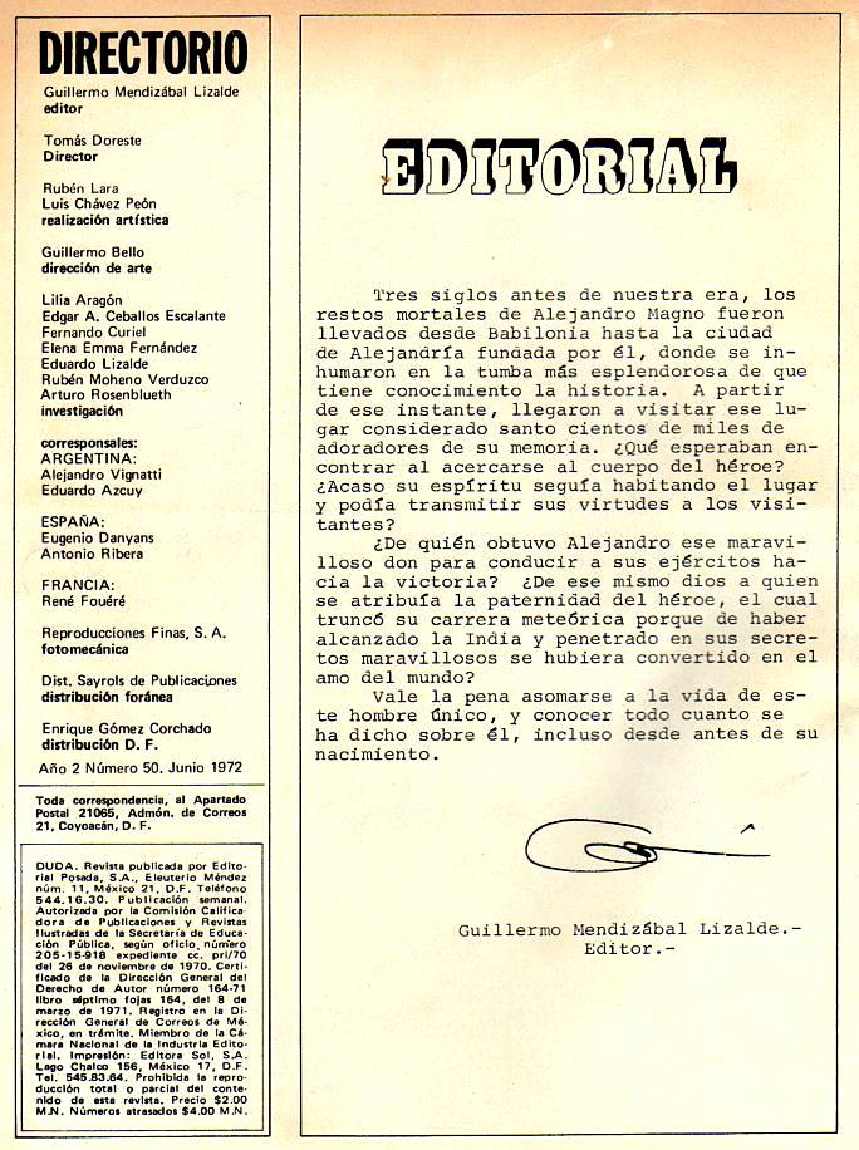 DIRECTORIO
Guillermo Mendizábal Lizalde
editor
Tomás Doreste
Director
Rubén Lara
Luis Chávez Peón
realización artística
Guillermo Bello
dirección de arte
Lilia Aragón
Edgar A. Ceballos Escalante
Fernando Curiel
Elena Emma Fernández
Eduardo Lizalde
Rubén Moheno Verduzco
Arturo Rosenblueth
investigación
corresponsales:
ARGENTINA:
Alejandro Vignatti
Eduardo Azcuy
ESPAÑA:
Eugenio Danyans
Antonio Ribera
FRANCIA:
René Fouéré
Reproducciones Finas, S. A.
fotomecánica
Dist. Sayrols de Publicaciones
distribución foránea
Enrique Gómez Corchado
distribución D. F.
Año 2 Número 50. Junio 1972
Toda correspondencia, al Apartado
Postal 21065, Admón. de Correos
21, Coyoacán, D. F.
DUDA. Revista publicada por Edito-
rial Posada, S.A., Eleuterio Méndez
núm. 11, México 21, D.F. Teléfono
544.16.30. Publicación semanal.
Autorizada por la Comisión Califica-
dora de Publicaciones y Revistas
Ilustradas de la Secretaría de Educa-
ción Pública, según oficio número
205-15-918 expediente cc. pri/70
del 26 de noviembre de 1970. Certi-
ficado de la Dirección General del
Derecho de Autor número 164-71
libro séptimo fojas 164, del 8 de
marzo de 1971. Registro en la Di-
rección General de Correos de Mé-
xico, en trámite. Miembro de la Cá-
mara Nacional de la Industria Edito-
rial. Impresión: Editora Sol, S.A.
Lago Chalco 156, México 17, D.F.
Tel. 545.83.64. Prohibida la repro-
ducción total o parcial del conte-
nido de esta revista. Precio $2.00
M.N. Números atrasados $4.00 M.N.
EDITORIAL
Tres siglos antes de nuestra era, los
restos mortales de Alejandro Magno fueron
llevados desde Babilonia hasta la ciudad
de Alejandría fundada por él, donde se in-
humaron en la tumba más esplendorosa de que
tiene conocimiento la historia. A partir
de ese instante, llegaron a visitar ese lu-
gar considerado santo cientos de miles de
adoradores de su memoria. ¿Qué esperaban en-
contrar al acercarse al cuerpo del héroe?
¿Acaso su espíritu seguía habitando el lugar
y podía transmitir sus virtudes a los visi-
tantes?
¿De quién obtuvo Alejandro ese maravi-
lloso don para conducir a sus ejércitos ha-
cia la victoria? ¿De ese mismo dios a quien
se atribuía la paternidad del héroe, el cual
truncó su carrera meteórica porque de haber
alcanzado la India y penetrado en sus secre-
tos maravillosos se hubiera convertido en el
amo del mundo?
Vale la pena asomarse a la vida de es-
te hombre único, y conocer todo cuanto se
ha dicho sobre él, incluso desde antes de su
nacimiento.
Guillermo Mendizábal Lizalde.-
Editor.-